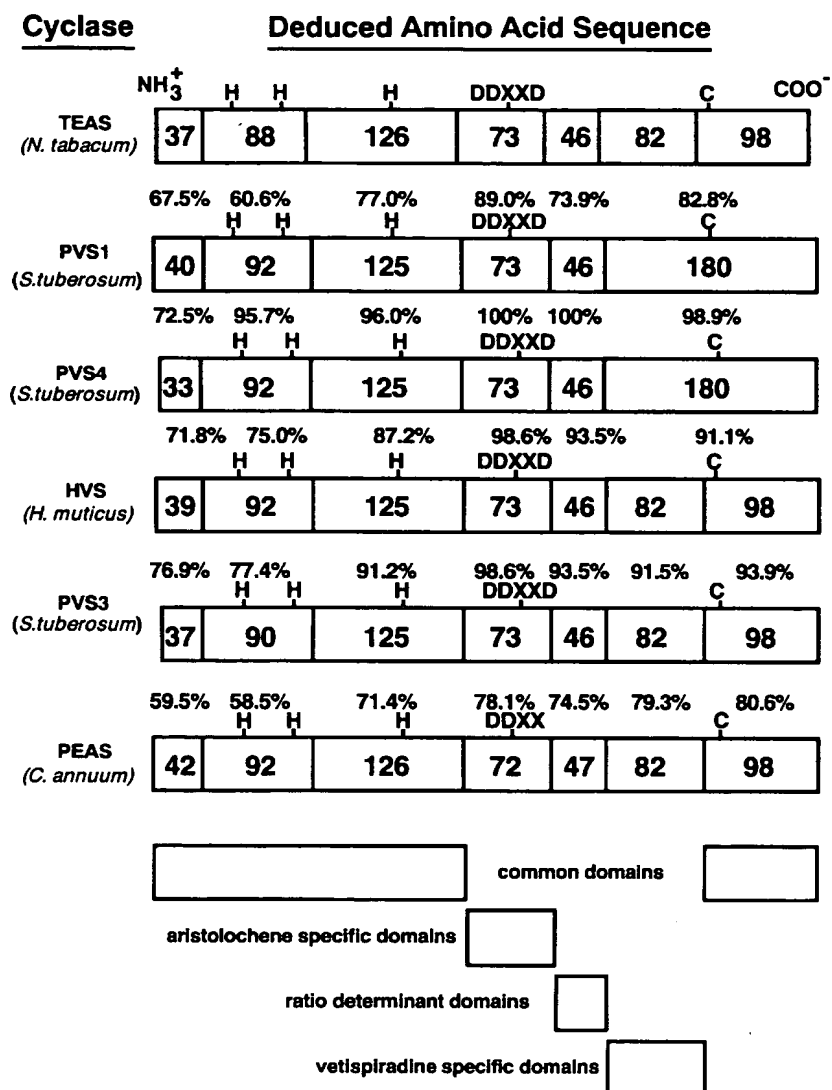 Cyclase Deduced Amino Acid Sequence
NH3+ H H H DDXXD C COO-
TEAS
(N. tabacum)
37 88 126 73 46 82 98
67.5% 60.6% 77.0% 89.0% 73.9% 82.8%
H H H DDXXD C
PVS1
(S.tuberosum)
40 92 125 73 46 180
72.5% 95.7% 96.0% 100% 100% 98.9%
H H H DDXXD C
PVS4
(S.tuberosum)
33 92 125 73 46 180
71.8% 75.0% 87.2% 98.6% 93.5% 91.1%
H H H DDXXD C
HVS
(H. muticus)
39 92 125 73 46 82 98
76.9% 77.4% 91.2% 98.6% 93.5% 91.5% 93.9%
H H H DDXXD C
PVS3
(S.tuberosum)
37 90 125 73 46 82 98
59.5% 58.5% 71.4% 78.1% 74.5% 79.3% 80.6%
H H H DDXX C
PEAS
(C. annuum)
42 92 126 72 47 82 98
common domains
aristolochene specific domains
ratio determinant domains
vetispiradine specific domains